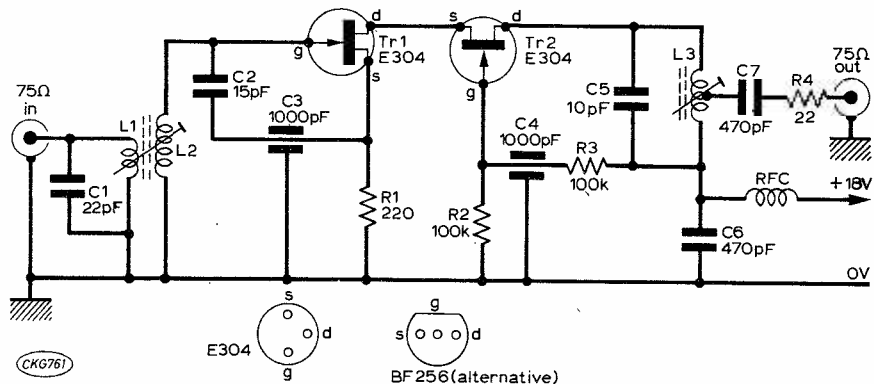 75Ω
in
C1
22pF
L1
L2
C2
15pF
C3
1000pF
g
d
s
Tr1
E304
R1
220
s
d
g
Tr2
E304
R2
100k
C4
1000pF
R3
100k
C5
10pF
L3
C7
470pF
R4
22
75Ω
out
RFC
+18V
C6
470pF
0V
s
d
g
E304
g
s
d
BF256(alternative)
CKG761